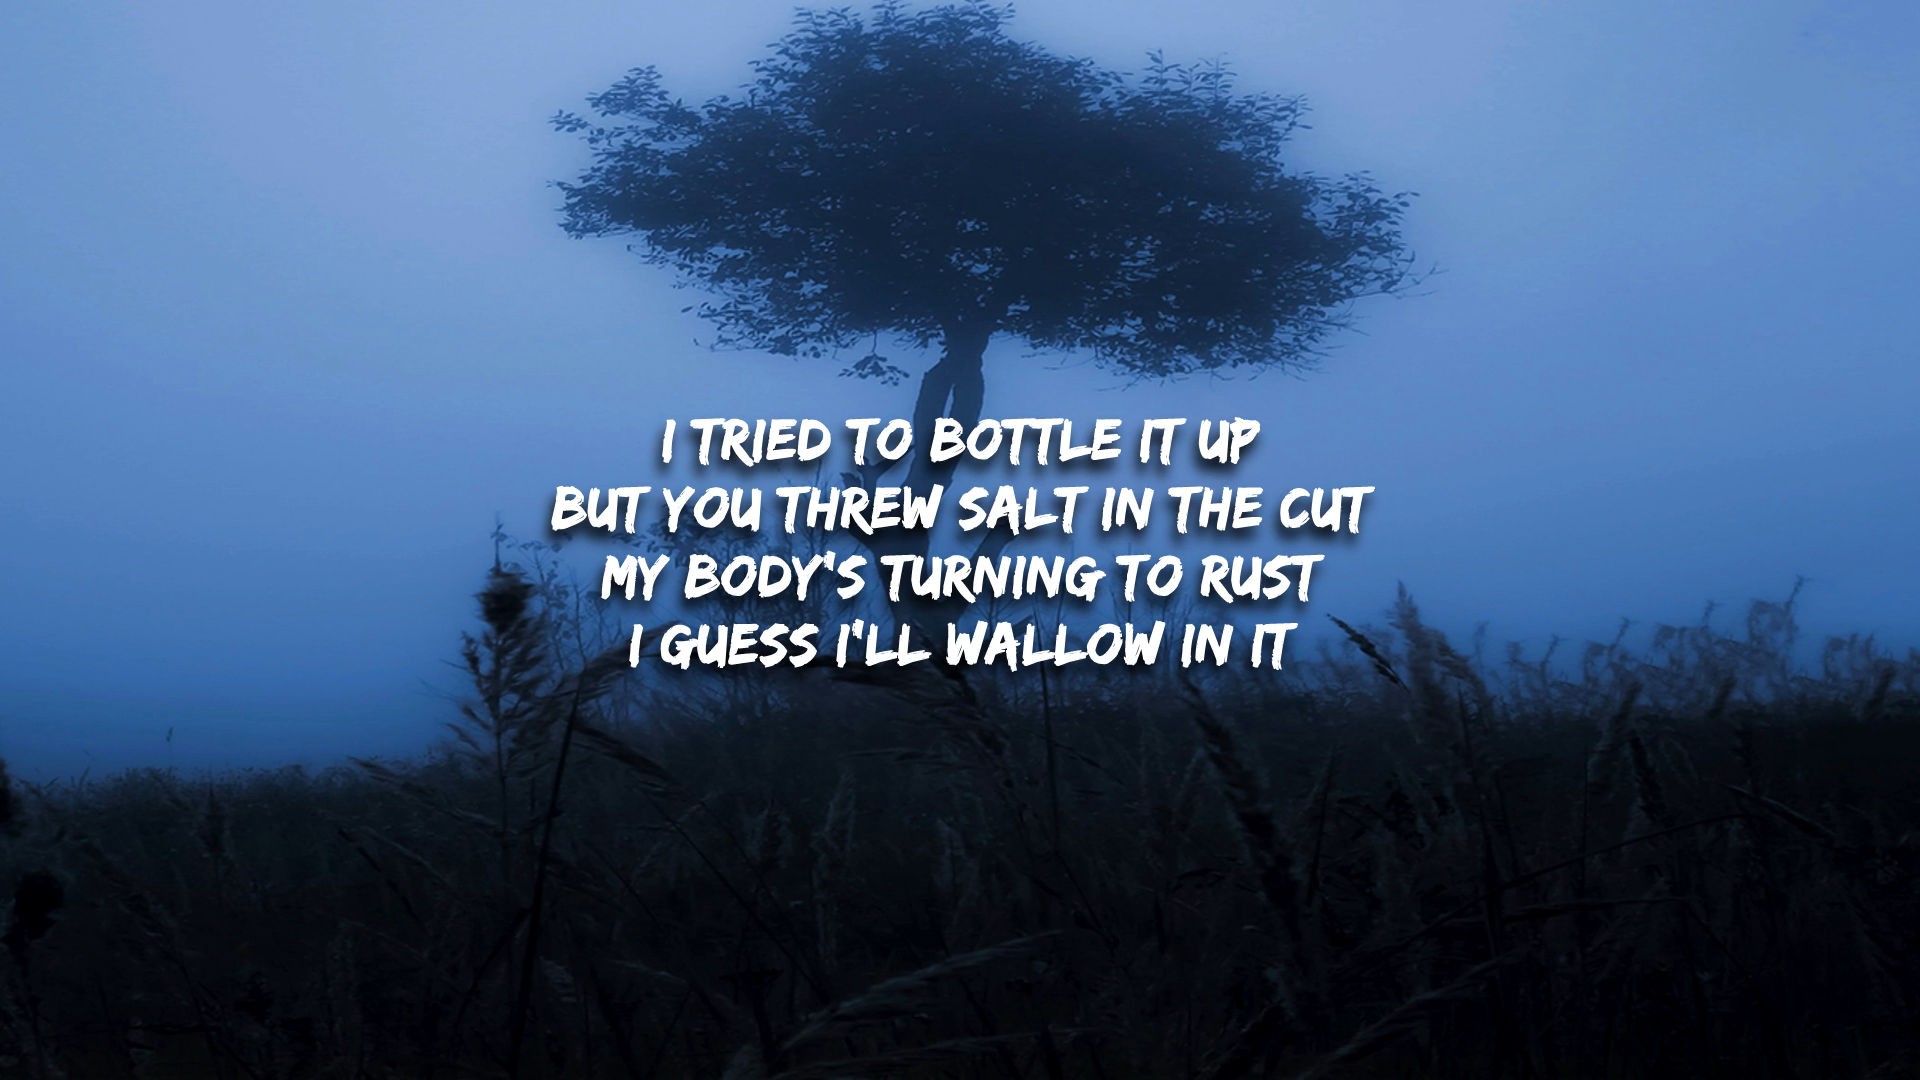 I TRIED TO BOTTLE IT UP
BUT YOU THREW SALT IN THE CUT
MY BODY'S TURNING TO RUST
I GUESS I'LL WALLOW IN IT